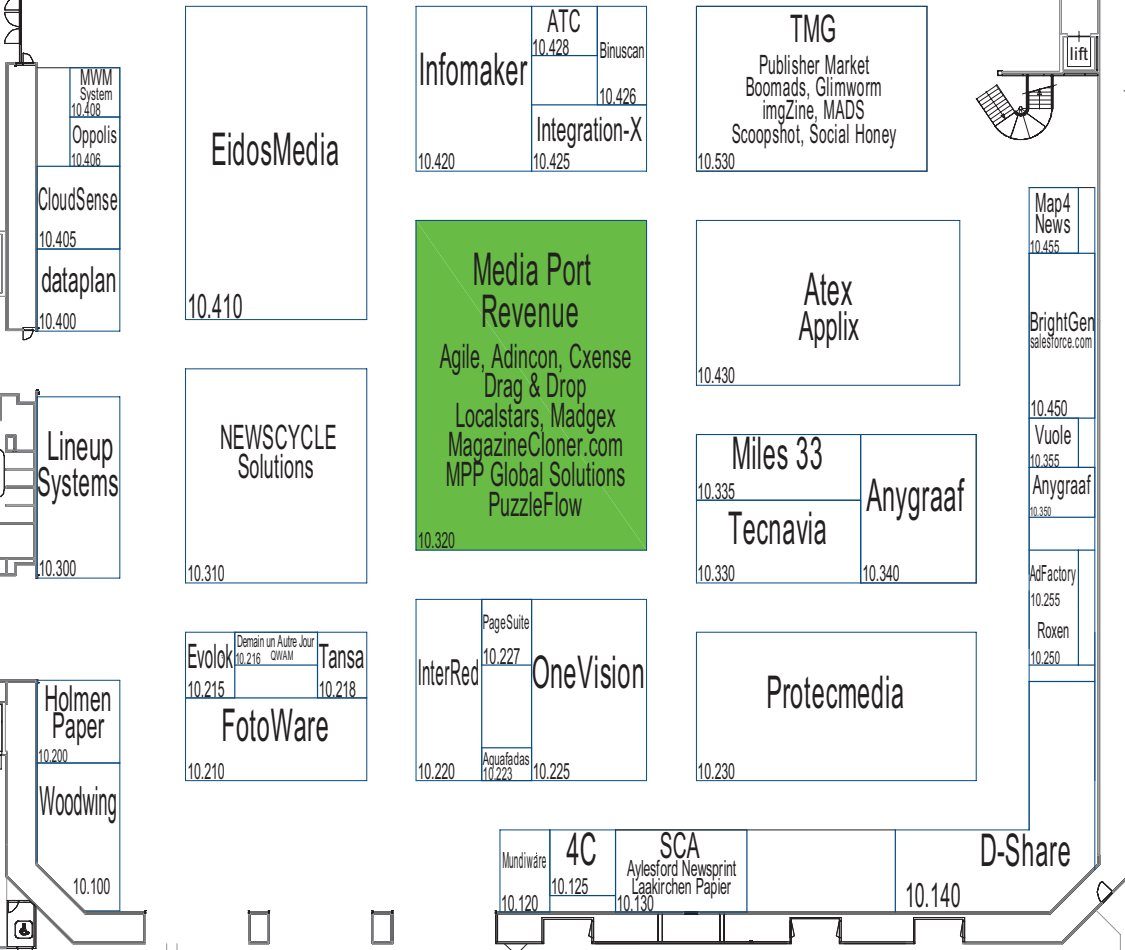 MWM
System
10.408
Oppolis
10.406
CloudSense
10.405
dataplan
10.400
EidosMedia
10.410
Infomaker
10.420
ATC
10.428
Binuscan
10.426
Integration-X
10.425
TMG
Publisher Market
Boomads, Glimworm
imgZine, MADS
Scoopshot, Social Honey
10.530
lift
Map4
News
10.455
BrightGen
salesforce.com
10.450
Vuole
10.355
Anygraaf
10.350
AdFactory
10.255
Roxen
10.250
Media Port
Revenue
Agile, Adincon, Cxense
Drag & Drop
Localstars, Madgex
MagazineCloner.com
MPP Global Solutions
PuzzleFlow
10.320
Atex
Applix
10.430
Miles 33
10.335
Tecnavia
10.330
Anygraaf
10.340
Lineup
Systems
10.300
NEWSCYCLE
Solutions
10.310
Evolok
10.215
Demain un Autre Jour
10.216 QWAM
Tansa
10.218
FotoWare
10.210
InterRed
10.220
PageSuite
10.227
Aquafadas
10.223
OneVision
10.225
Protecmedia
10.230
Holmen
Paper
10.200
Woodwing
10.100
Mundiware
10.120
4C
10.125
SCA
Aylesford Newsprint
Laakirchen Papier
10.130
D-Share
10.140